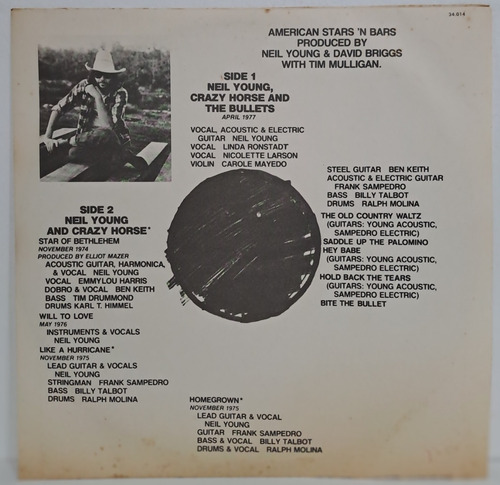 34.614
AMERICAN STARS 'N BARS
PRODUCED BY
NEIL YOUNG & DAVID BRIGGS
WITH TIM MULLIGAN.
SIDE 1
NEIL YOUNG,
CRAZY HORSE AND
THE BULLETS
APRIL 1977
VOCAL, ACOUSTIC & ELECTRIC
GUITAR NEIL YOUNG
VOCAL LINDA RONSTADT
VOCAL NICOLETTE LARSON
VIOLIN CAROLE MAYEDO
STEEL GUITAR BEN KEITH
ACOUSTIC & ELECTRIC GUITAR
FRANK SAMPEDRO
BASS BILLY TALBOT
DRUMS RALPH MOLINA
THE OLD COUNTRY WALTZ
(GUITARS: YOUNG ACOUSTIC,
SAMPEDRO ELECTRIC)
SADDLE UP THE PALOMINO
HEY BABE
(GUITARS: YOUNG ACOUSTIC,
SAMPEDRO ELECTRIC)
HOLD BACK THE TEARS
(GUITARS: YOUNG ACOUSTIC,
SAMPEDRO ELECTRIC)
BITE THE BULLET
SIDE 2
NEIL YOUNG
AND CRAZY HORSE*
STAR OF BETHLEHEM
NOVEMBER 1974
PRODUCED BY ELLIOT MAZER
ACOUSTIC GUITAR, HARMONICA,
& VOCAL NEIL YOUNG
VOCAL EMMYLOU HARRIS
DOBRO & VOCAL BEN KEITH
BASS TIM DRUMMOND
DRUMS KARL T. HIMMEL
WILL TO LOVE
MAY 1976
INSTRUMENTS & VOCALS
NEIL YOUNG
LIKE A HURRICANE*
NOVEMBER 1975
LEAD GUITAR & VOCALS
NEIL YOUNG
STRINGMAN FRANK SAMPEDRO
BASS BILLY TALBOT
DRUMS RALPH MOLINA
HOMEGROWN*
NOVEMBER 1975
LEAD GUITAR & VOCAL
NEIL YOUNG
GUITAR FRANK SAMPEDRO
BASS & VOCAL BILLY TALBOT
DRUMS & VOCAL RALPH MOLINA